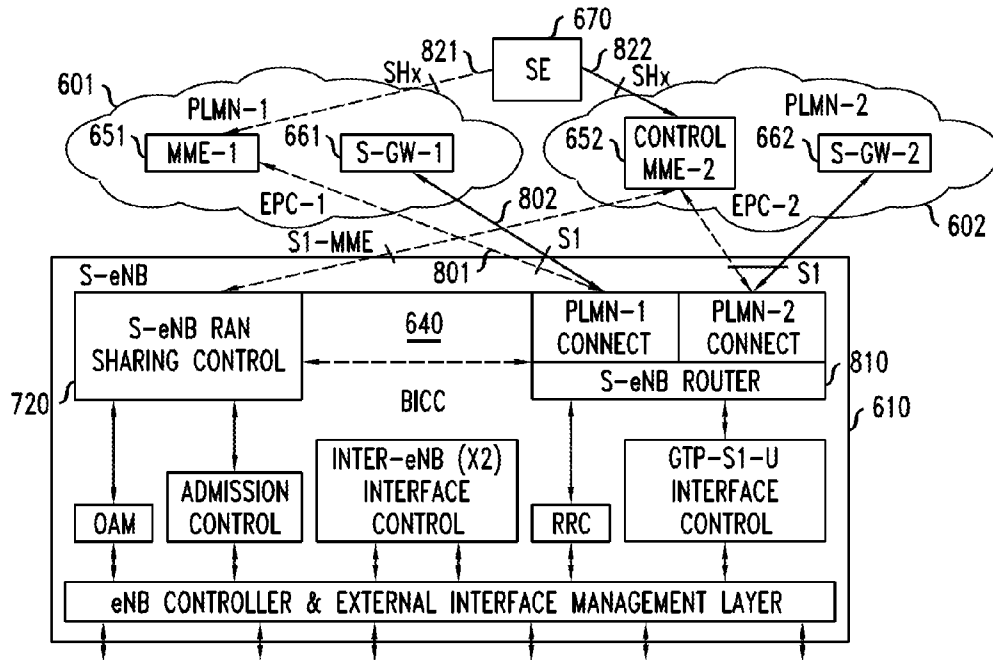 670
821
822
SE
SHx
SHx
601
PLMN-1
PLMN-2
651
661
652
662
MME-1
S-GW-1
CONTROL
MME-2
S-GW-2
EPC-1
802
EPC-2
602
S1-MME
801
S1
S1
S-eNB
S-eNB RAN
SHARING CONTROL
640
PLMN-1
CONNECT
PLMN-2
CONNECT
S-eNB ROUTER
810
720
BICC
610
OAM
ADMISSION
CONTROL
INTER-eNB (X2)
INTERFACE
CONTROL
RRC
GTP-S1-U
INTERFACE
CONTROL
eNB CONTROLLER & EXTERNAL INTERFACE MANAGEMENT LAYER